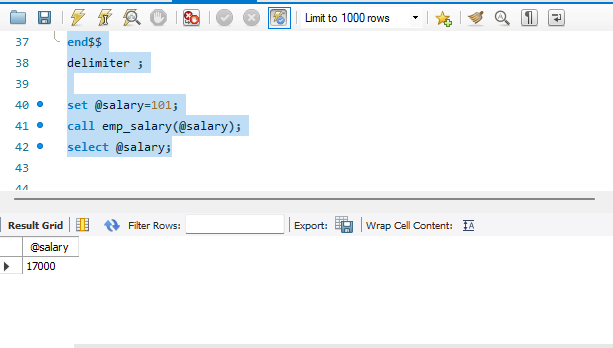 Limit to 1000 rows
37 end$$
38 delimiter ;
39
40 set @salary=101;
41 call emp_salary(@salary);
42 select @salary;
43
44
Result Grid Filter Rows: Export: Wrap Cell Content:
@salary
17000